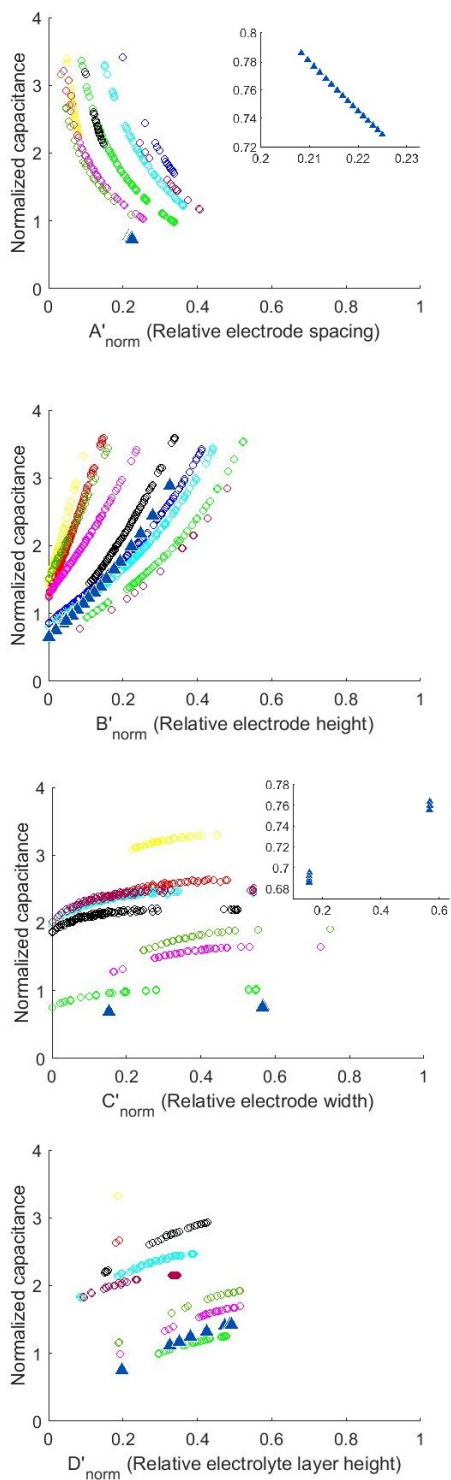 4
3
2
1
0
Normalized capacitance
0 0.2 0.4 0.6 0.8 1
A'norm (Relative electrode spacing)
0.8
0.78
0.76
0.74
0.72
0.2 0.21 0.22 0.23
4
3
2
1
0
Normalized capacitance
0 0.2 0.4 0.6 0.8 1
B'norm (Relative electrode height)
4
3
2
1
0
Normalized capacitance
0 0.2 0.4 0.6 0.8 1
C'norm (Relative electrode width)
0.78
0.76
0.74
0.72
0.7
0.68
0.2 0.4 0.6
4
3
2
1
0
Normalized capacitance
0 0.2 0.4 0.6 0.8 1
D'norm (Relative electrolyte layer height)